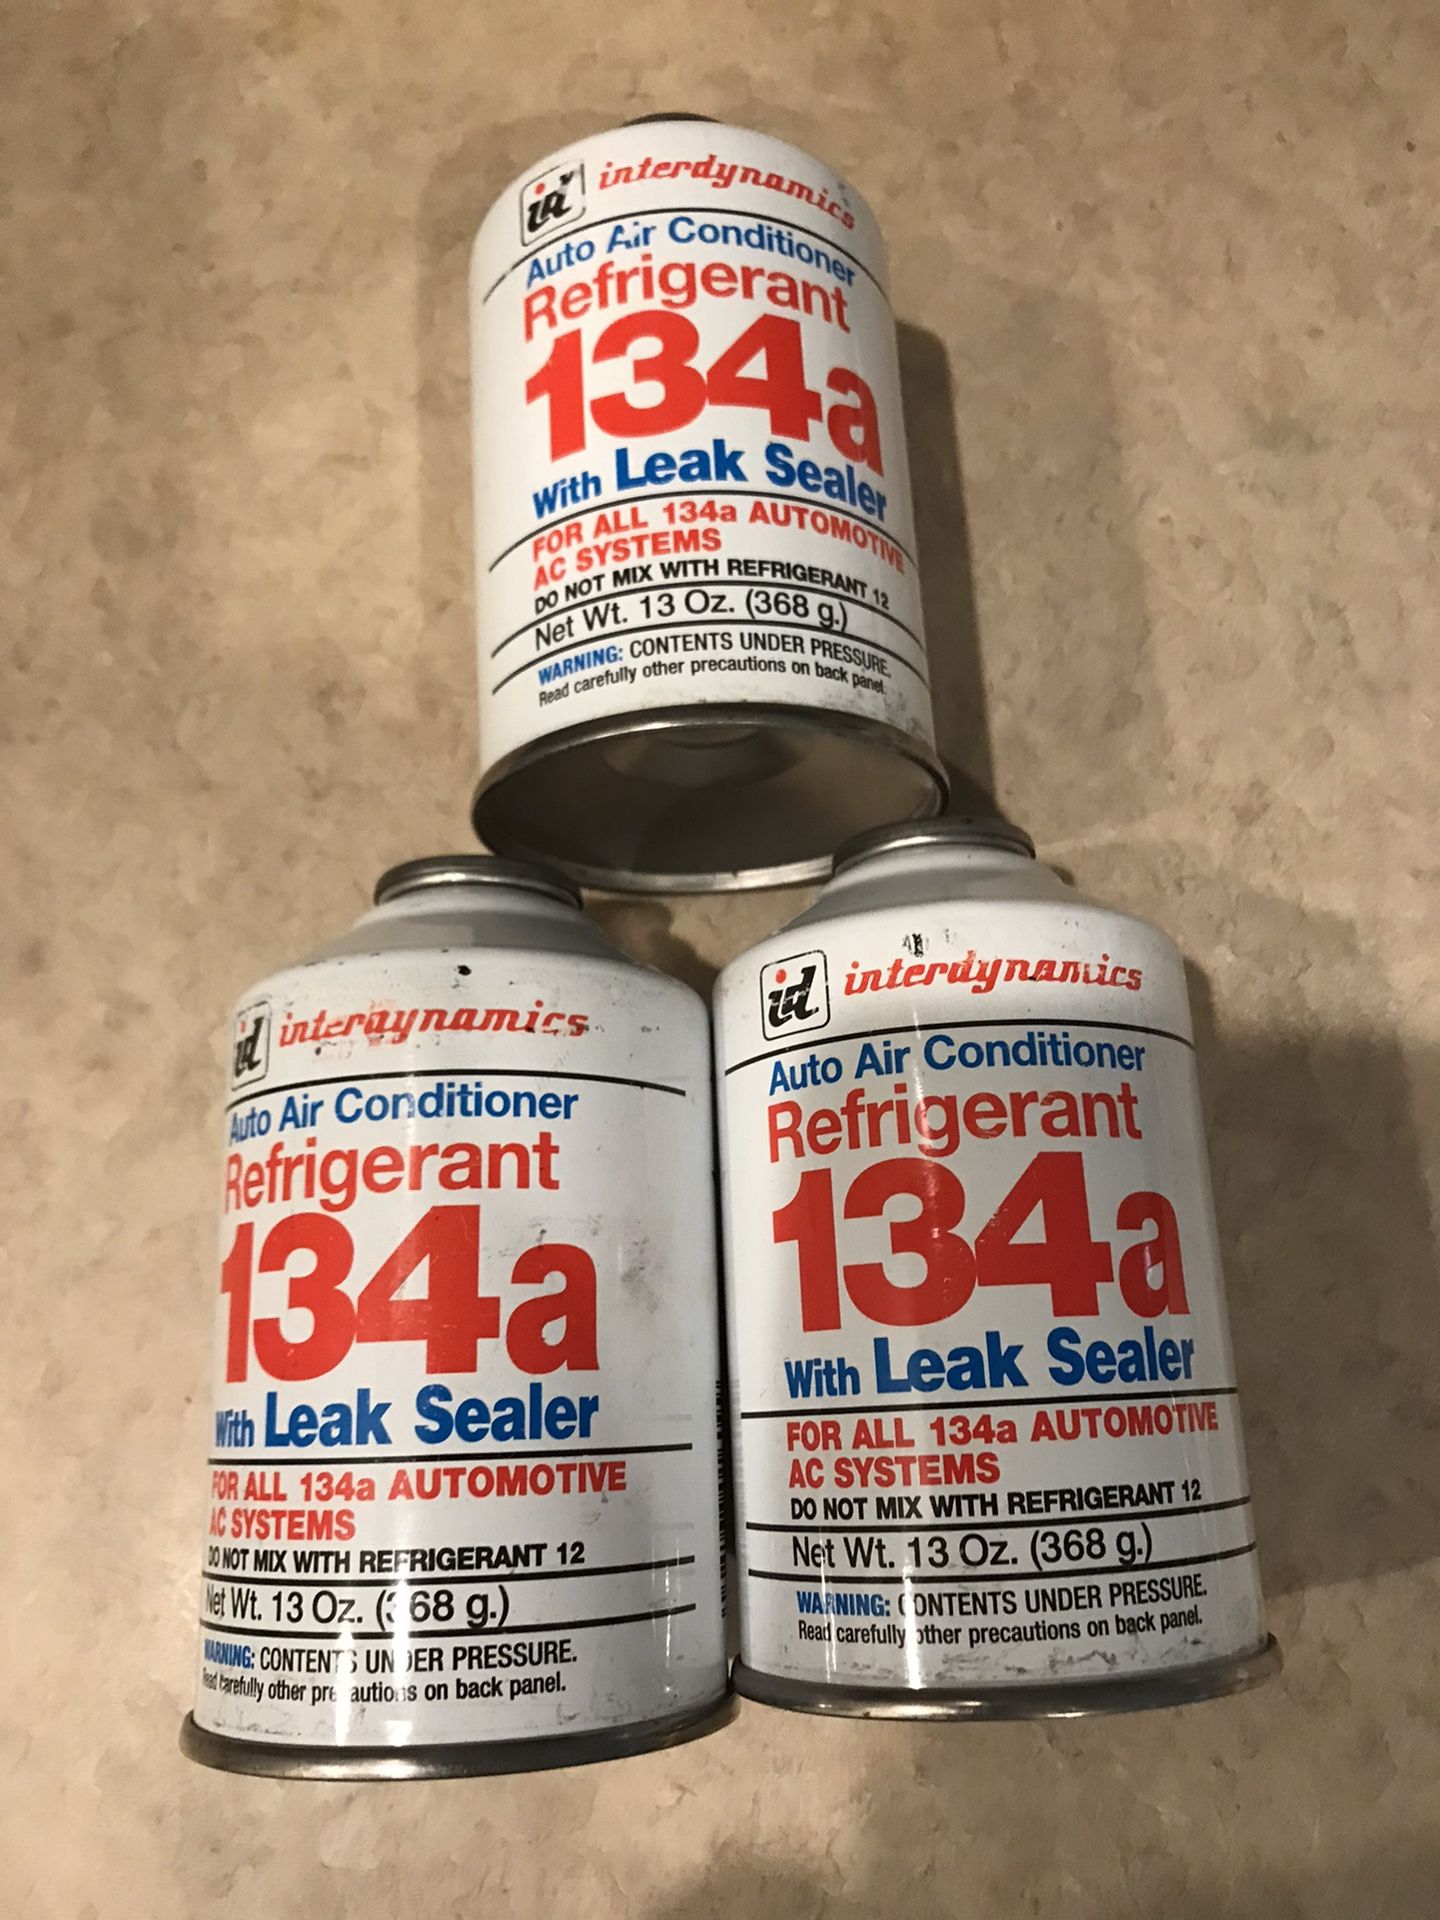 id interdynamics
Auto Air Conditioner
Refrigerant
134a
With Leak Sealer
FOR ALL 134a AUTOMOTIVE
AC SYSTEMS
DO NOT MIX WITH REFRIGERANT 12
Net Wt. 13 Oz. (368 g.)
WARNING: CONTENTS UNDER PRESSURE.
Read carefully other precautions on back panel.
id interdynamics
Auto Air Conditioner
Refrigerant
134a
With Leak Sealer
FOR ALL 134a AUTOMOTIVE
AC SYSTEMS
DO NOT MIX WITH REFRIGERANT 12
Net Wt. 13 Oz. (368 g.)
WARNING: CONTENTS UNDER PRESSURE.
Read carefully other precautions on back panel.
id interdynamics
Auto Air Conditioner
Refrigerant
134a
With Leak Sealer
FOR ALL 134a AUTOMOTIVE
AC SYSTEMS
DO NOT MIX WITH REFRIGERANT 12
Net Wt. 13 Oz. (368 g.)
WARNING: CONTENTS UNDER PRESSURE.
Read carefully other precautions on back panel.